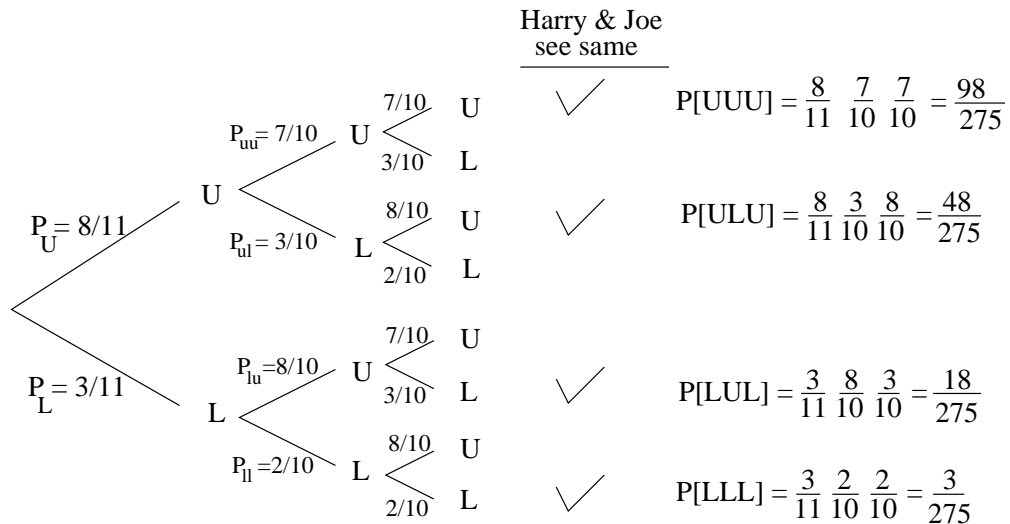 Harry & Joe
see same
7/10 U P[UUU] = 8/11 7/10 7/10 = 98/275
P_uu = 7/10 U
3/10 L
U
8/10 U P[ULU] = 8/11 3/10 8/10 = 48/275
P_U = 8/11
P_ul = 3/10 L
2/10 L
7/10 U
P_lu =8/10 U
P_L = 3/11
3/10 L P[LUL] = 3/11 8/10 3/10 = 18/275
L
8/10 U
P_ll =2/10 L
2/10 L P[LLL] = 3/11 2/10 2/10 = 3/275